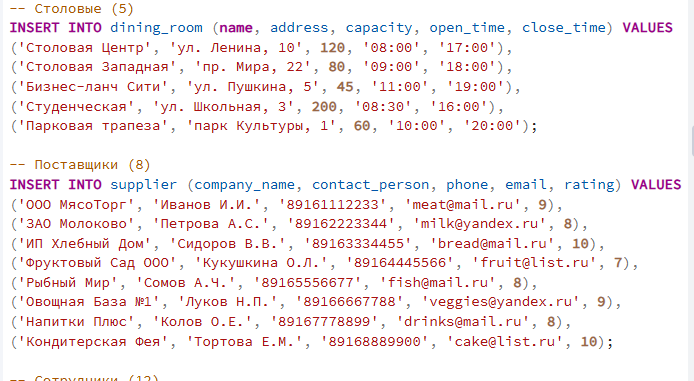 -- Столовые (5)
INSERT INTO dining_room (name, address, capacity, open_time, close_time) VALUES
('Столовая Центр', 'ул. Ленина, 10', 120, '08:00', '17:00'),
('Столовая Западная', 'пр. Мира, 22', 80, '09:00', '18:00'),
('Бизнес-ланч Сити', 'ул. Пушкина, 5', 45, '11:00', '19:00'),
('Студенческая', 'ул. Школьная, 3', 200, '08:30', '16:00'),
('Парковая трапеза', 'парк Культуры, 1', 60, '10:00', '20:00');
-- Поставщики (8)
INSERT INTO supplier (company_name, contact_person, phone, email, rating) VALUES
('ООО МясоТорг', 'Иванов И.И.', '89161112233', 'meat@mail.ru', 9),
('ЗАО Молоково', 'Петрова А.С.', '89162223344', 'milk@yandex.ru', 8),
('ИП Хлебный Дом', 'Сидоров В.В.', '89163334455', 'bread@mail.ru', 10),
('Фруктовый Сад ООО', 'Кукушкина О.Л.', '89164445566', 'fruit@list.ru', 7),
('Рыбный Мир', 'Сомов А.Ч.', '89165556677', 'fish@mail.ru', 8),
('Овощная База №1', 'Луков Н.П.', '89166667788', 'veggies@yandex.ru', 9),
('Напитки Плюс', 'Колов О.Е.', '89167778899', 'drinks@mail.ru', 8),
('Кондитерская Фея', 'Тортова Е.М.', '89168889900', 'cake@list.ru', 10);
-- Сотрудники (12)